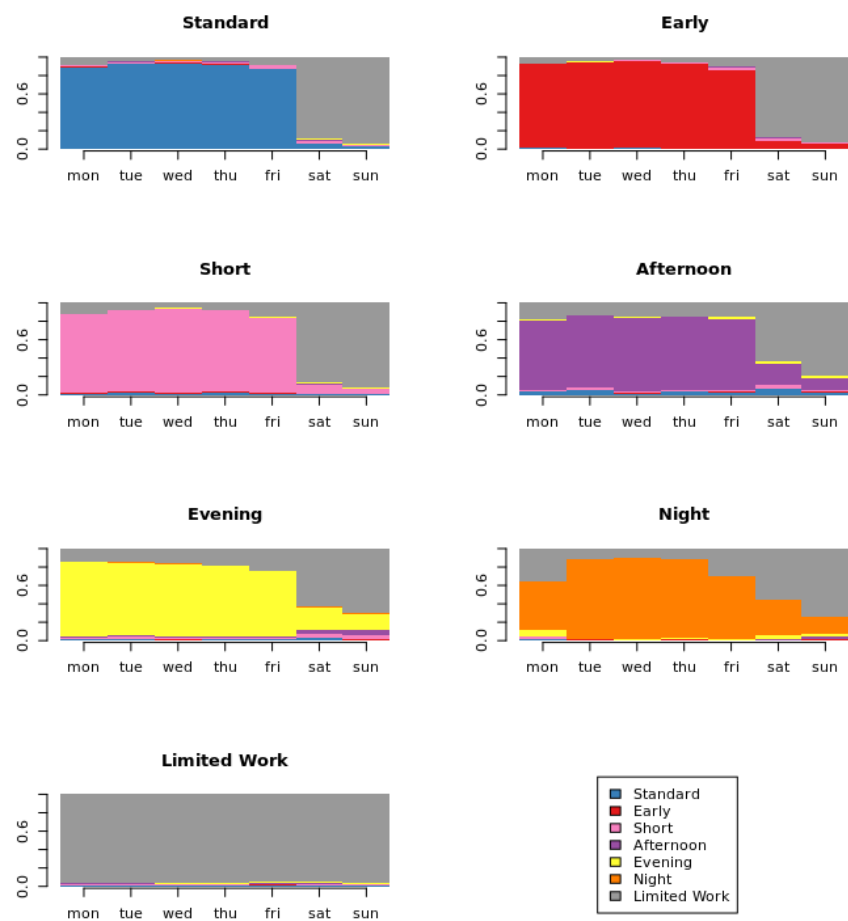 Standard
0.0 0.6
mon tue wed thu fri sat sun
Early
0.0 0.6
mon tue wed thu fri sat sun
Short
0.0 0.6
mon tue wed thu fri sat sun
Afternoon
0.0 0.6
mon tue wed thu fri sat sun
Evening
0.0 0.6
mon tue wed thu fri sat sun
Night
0.0 0.6
mon tue wed thu fri sat sun
Limited Work
0.0 0.6
mon tue wed thu fri sat sun
Standard
Early
Short
Afternoon
Evening
Night
Limited Work